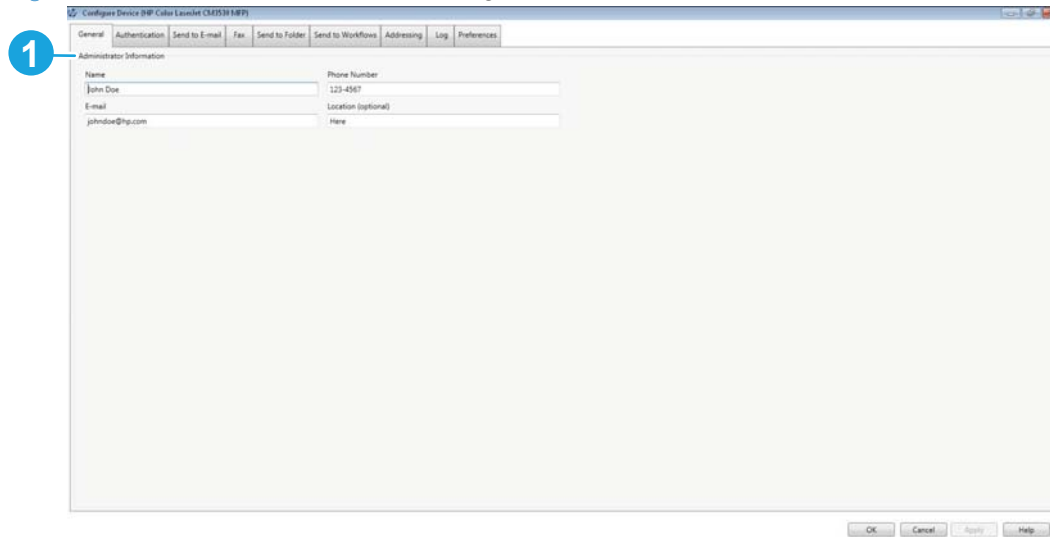 Configure Device (HP Color LaserJet CM3530 MFP)
General Authentication Send to E-mail Fax Send to Folder Send to Workflows Addressing Log Preferences
1
Administrator Information
Name Phone Number
John Doe 123-4567
E-mail Location (optional)
johndoe@hp.com Here
OK Cancel Apply Help